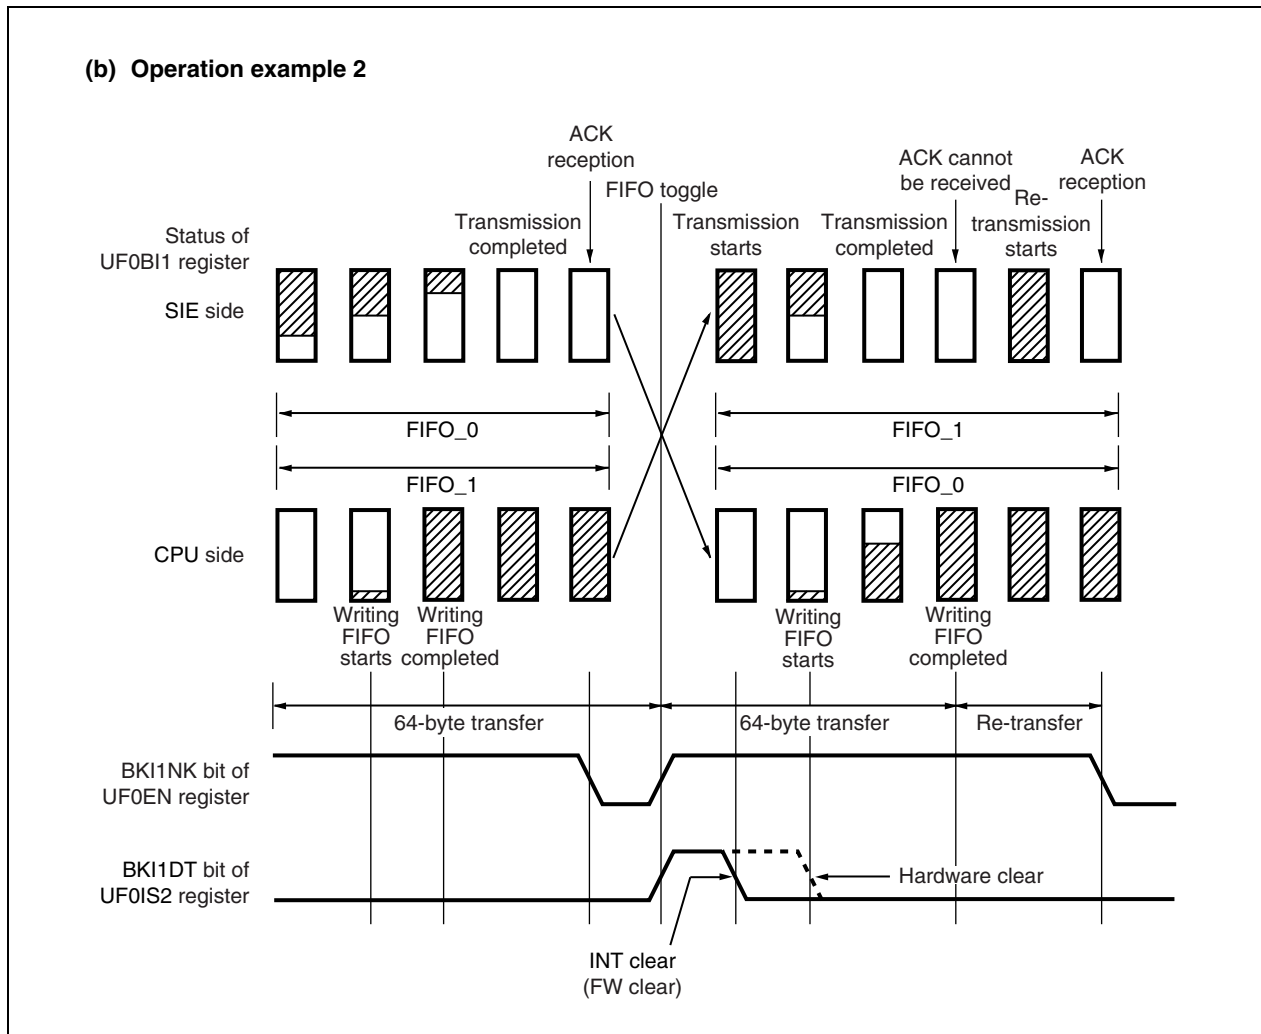 (b) Operation example 2
ACK
reception
FIFO toggle
ACK cannot
be received
ACK
reception
Status of
UF0BI1 register
Transmission
completed
Transmission
starts
Transmission
completed
Re-
transmission
starts
SIE side
FIFO_0
FIFO_1
FIFO_1
FIFO_0
CPU side
Writing
FIFO
starts
Writing
FIFO
completed
Writing
FIFO
starts
Writing
FIFO
completed
64-byte transfer
64-byte transfer
Re-transfer
BKI1NK bit of
UF0EN register
BKI1DT bit of
UF0IS2 register
Hardware clear
INT clear
(FW clear)